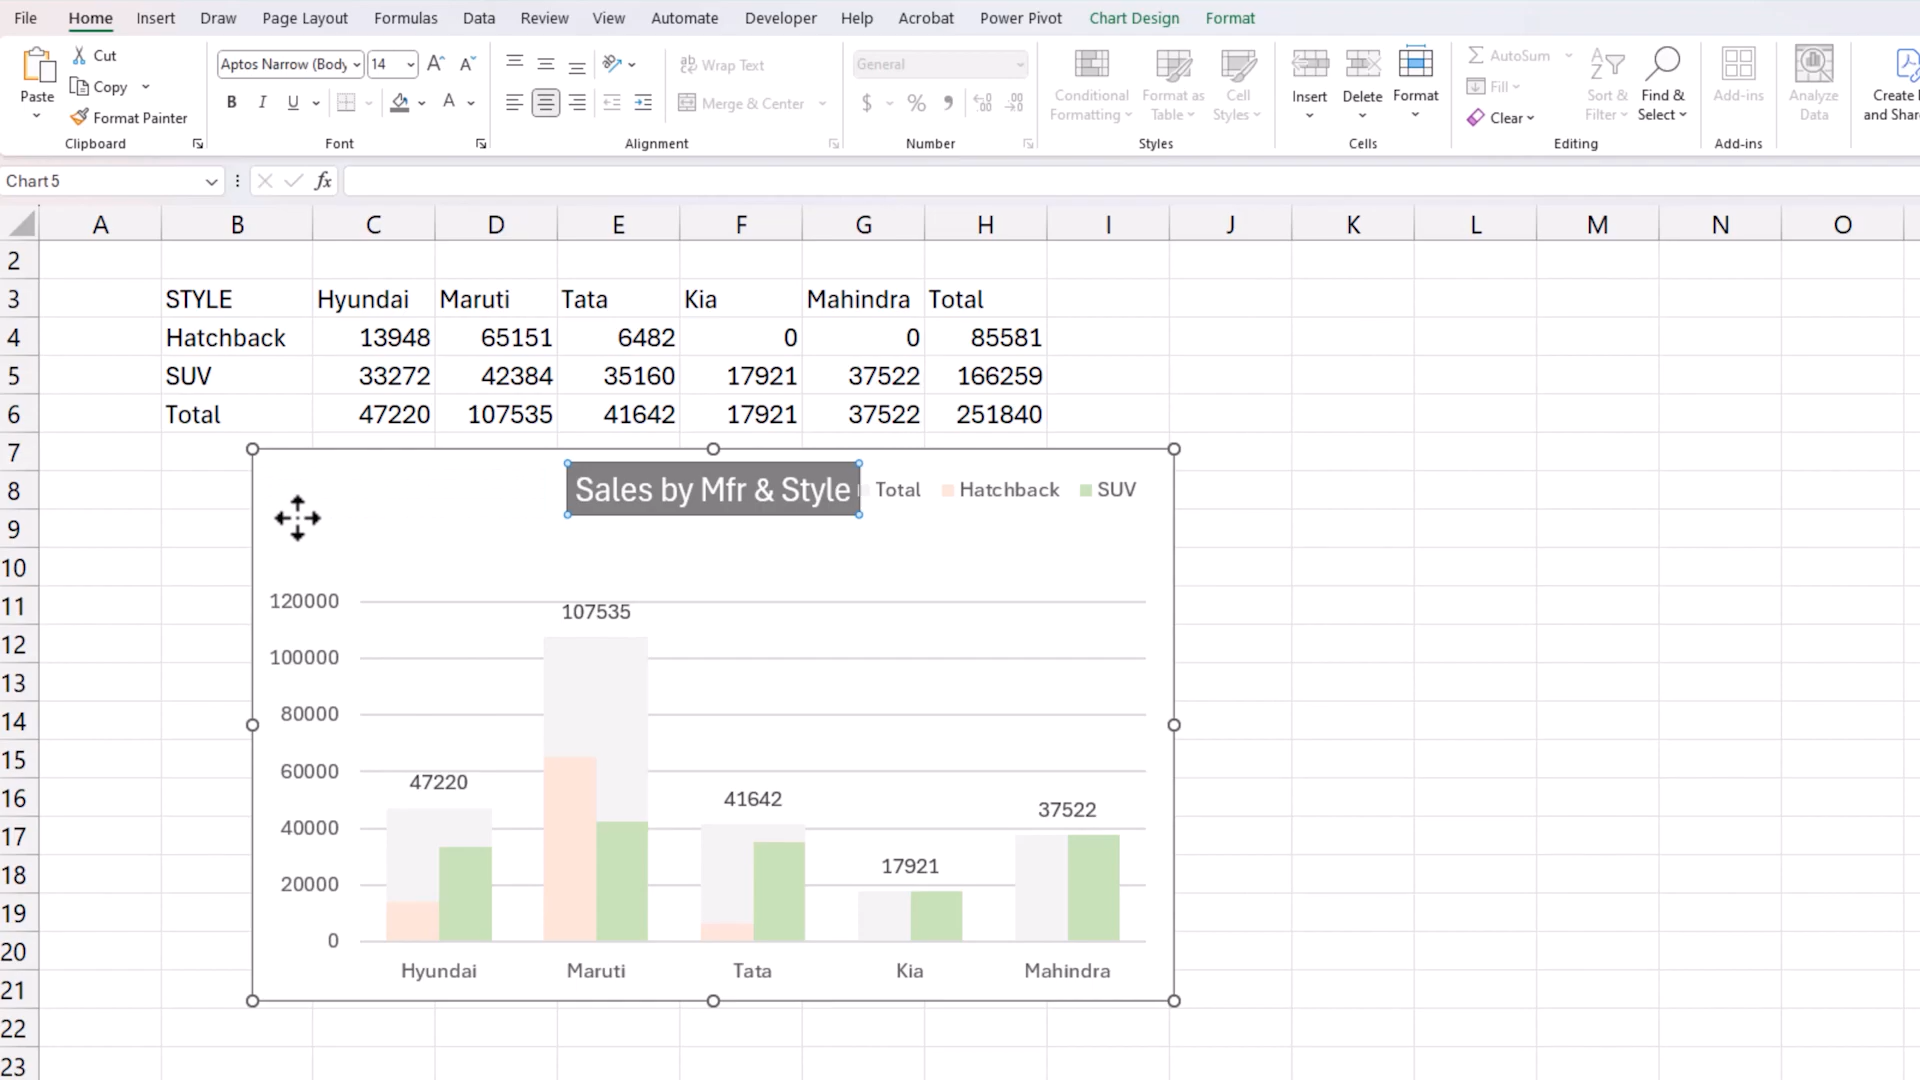 File Home Insert Draw Page Layout Formulas Data Review View Automate Developer Help Acrobat Power Pivot Chart Design Format
Paste
Cut
Copy
Format Painter
Clipboard
Aptos Narrow (Body 14 A A
B I U A
Font
ab Wrap Text
Merge & Center
Alignment
General
$ % 9
Number
Conditional Formatting
Format as Table
Cell Styles
Styles
Insert Delete Format
Cells
AutoSum
Fill
Clear
Sort & Filter
Find & Select
Editing
Add-ins
Add-ins
Analyze Data
Create
and Share
Chart 5 fx
A B C D E F G H I J K L M N O
2
3 STYLE Hyundai Maruti Tata Kia Mahindra Total
4 Hatchback 13948 65151 6482 0 0 85581
5 SUV 33272 42384 35160 17921 37522 166259
6 Total 47220 107535 41642 17921 37522 251840
7
8
9
10
11
12
13
14
15
16
17
18
19
20
21
22
23
Sales by Mfr & Style
Total Hatchback SUV
120000
100000
80000
60000
40000
20000
0
47220
107535
41642
17921
37522
Hyundai Maruti Tata Kia Mahindra